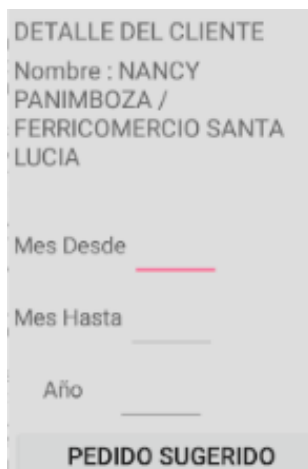 DETALLE DEL CLIENTE
Nombre : NANCY
PANIMBOZA /
FERRICOMERCIO SANTA
LUCIA
Mes Desde
Mes Hasta
Año
PEDIDO SUGERIDO